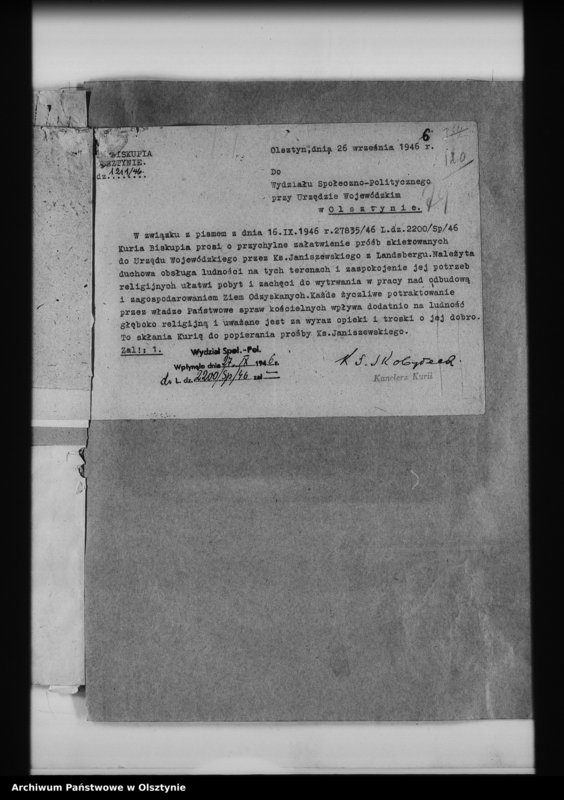 BISKUPIA
OLSZTYNIE.
dz. 1211/46
6
120
Olsztyn, dnia 26 września 1946 r.
Do
Wydziału Społeczno-Politycznego
przy Urzędzie Wojewódzkim
w Olsztynie.
W związku z pismem z dnia 16.IX.1946 r.27835/46 L.dz.2200/Sp/46
Kuria Biskupia prosi o przychylne załatwienie próśb skierowanych
do Urzędu Wojewódzkiego przez Ks.Janiszewskiego z Landsbergu.Należyta
duchowa obsługa ludności na tych terenach i zaspokojenie jej potrzeb
religijnych ułatwi pobyt i zachęci do wytrwania w pracy nad odbudową
i zagospodarowaniem Ziem Odzyskanych.Każde życzliwe potraktowanie
przez władze Państwowe spraw kościelnych wpływa dodatnio na ludność
głęboko religijną i uważane jest za wyraz opieki i troski o jej dobro.
To skłania Kurię do popierania prośby Ks.Janiszewskiego.
Zał: 1.
Wydział Społ.-Pol.
Wpłynęło dnia 27/IX 1946 r.
do L. dz. 2200/Sp/46 zał —
Kanclerz Kurii
Archiwum Państwowe w Olsztynie